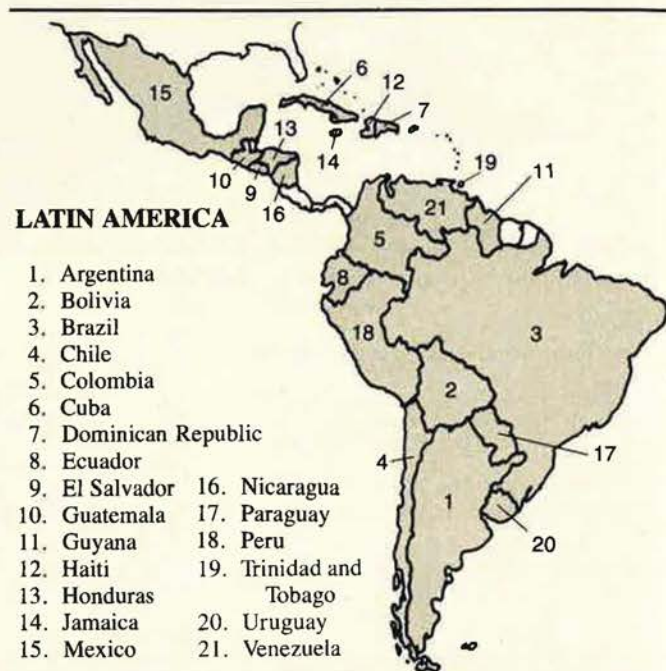 6
12
7
15
13
14
10
9
16
19
11
21
5
8
18
3
2
17
4
1
20
LATIN AMERICA
1. Argentina
2. Bolivia
3. Brazil
4. Chile
5. Colombia
6. Cuba
7. Dominican Republic
8. Ecuador
9. El Salvador
10. Guatemala
11. Guyana
12. Haiti
13. Honduras
14. Jamaica
15. Mexico
16. Nicaragua
17. Paraguay
18. Peru
19. Trinidad and
Tobago
20. Uruguay
21. Venezuela